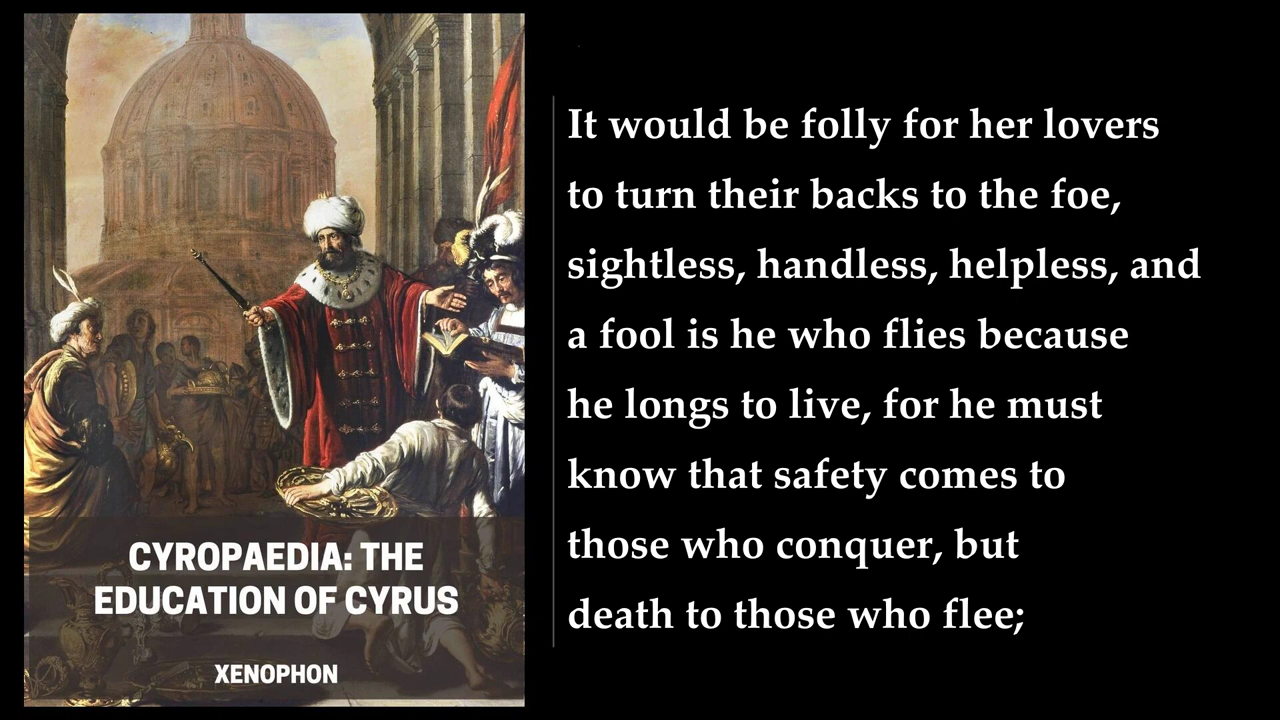 CYROPAEDIA: THE
EDUCATION OF CYRUS
XENOPHON
It would be folly for her lovers
to turn their backs to the foe,
sightless, handless, helpless, and
a fool is he who flies because
he longs to live, for he must
know that safety comes to
those who conquer, but
death to those who flee;